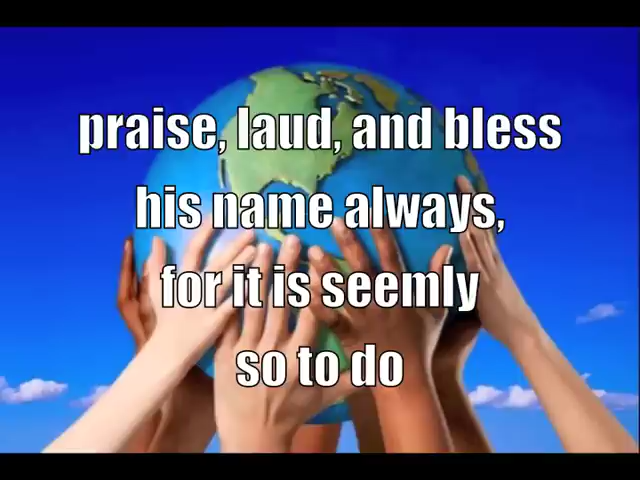 praise, laud, and bless
his name always,
for it is seemly
so to do